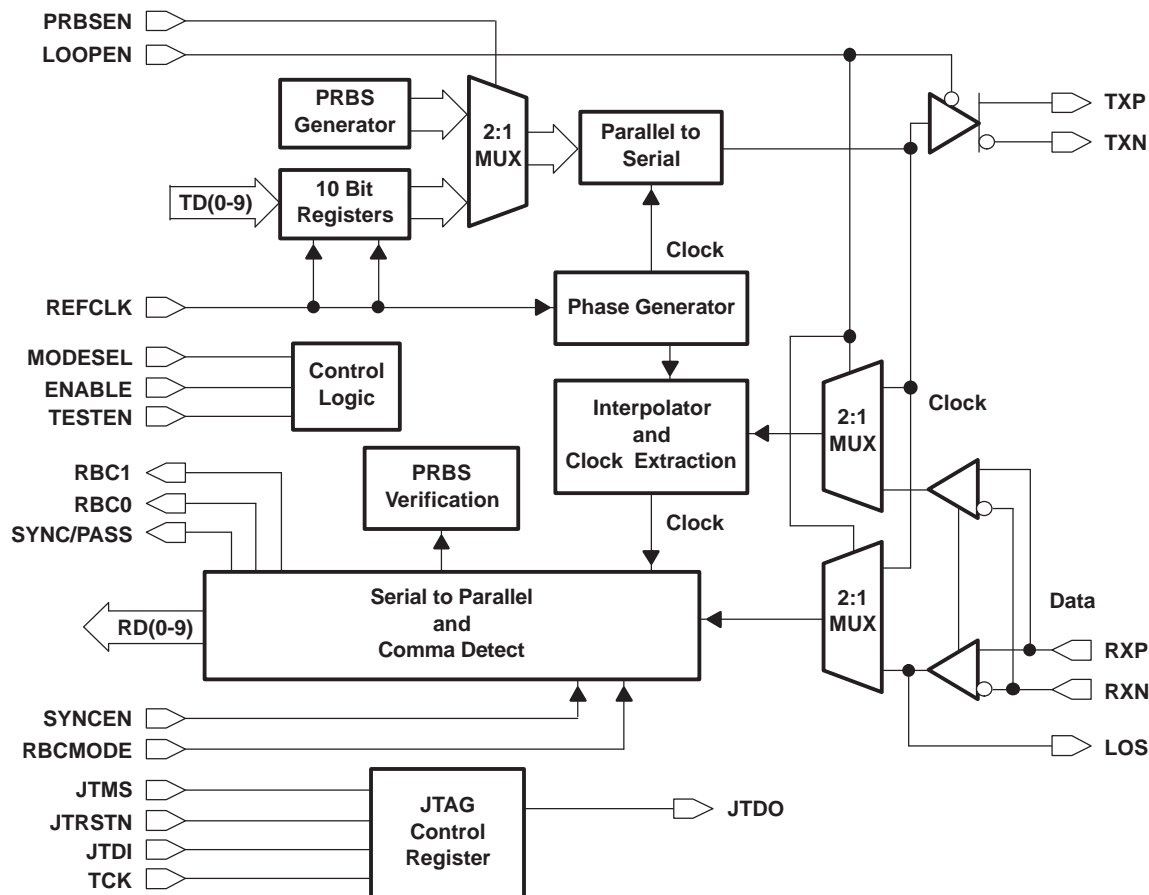 PRBSEN
LOOPEN
PRBS
Generator
2:1
MUX
Parallel to
Serial
TXP
TXN
TD(0-9)
10 Bit
Registers
Clock
REFCLK
Phase Generator
MODESEL
ENABLE
TESTEN
Control
Logic
Interpolator
and
Clock Extraction
2:1
MUX
Clock
RBC1
RBC0
SYNC/PASS
PRBS
Verification
Clock
Serial to Parallel
and
Comma Detect
RD(0-9)
2:1
MUX
Data
RXP
RXN
LOS
SYNCEN
RBCMODE
JTMS
JTRSTN
JTDI
TCK
JTAG
Control
Register
JTDO